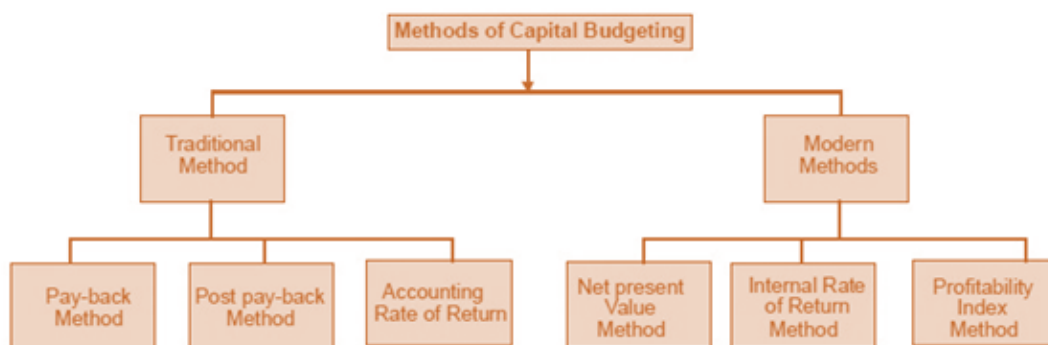 Methods of Capital Budgeting
Traditional
Method
Modern
Methods
Pay-back
Method
Post pay-back
Method
Accounting
Rate of Return
Net present
Value
Method
Internal Rate
of Return
Method
Profitability
Index
Method